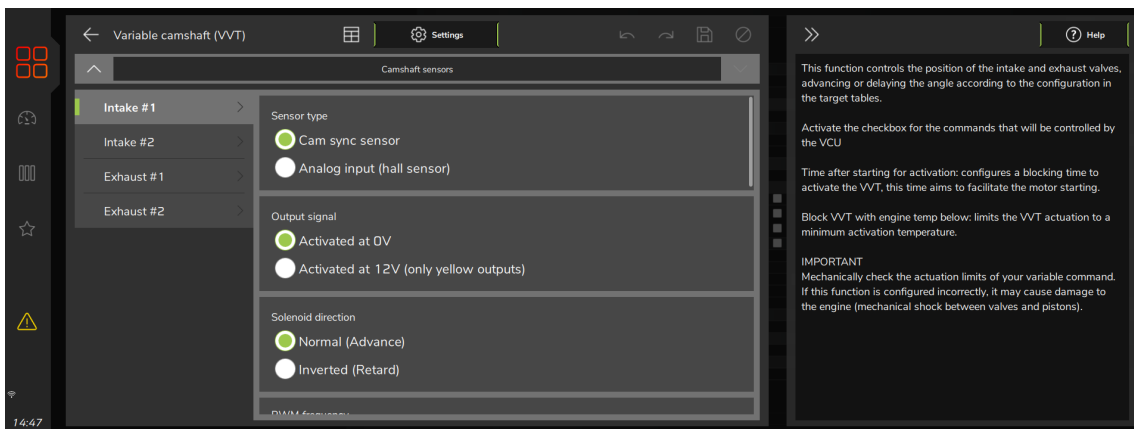 Variable camshaft (VVT)
Settings
Help
Camshaft sensors
Intake #1
Intake #2
Exhaust #1
Exhaust #2
Sensor type
Cam sync sensor
Analog input (hall sensor)
Output signal
Activated at 0V
Activated at 12V (only yellow outputs)
Solenoid direction
Normal (Advance)
Inverted (Retard)
PWM frequency
This function controls the position of the intake and exhaust valves,
advancing or delaying the angle according to the configuration in
the target tables.
Activate the checkbox for the commands that will be controlled by
the VCU
Time after starting for activation: configures a blocking time to
activate the VVT, this time aims to facilitate the motor starting.
Block VVT with engine temp below: limits the VVT actuation to a
minimum activation temperature.
IMPORTANT
Mechanically check the actuation limits of your variable command.
If this function is configured incorrectly, it may cause damage to
the engine (mechanical shock between valves and pistons).
14:47